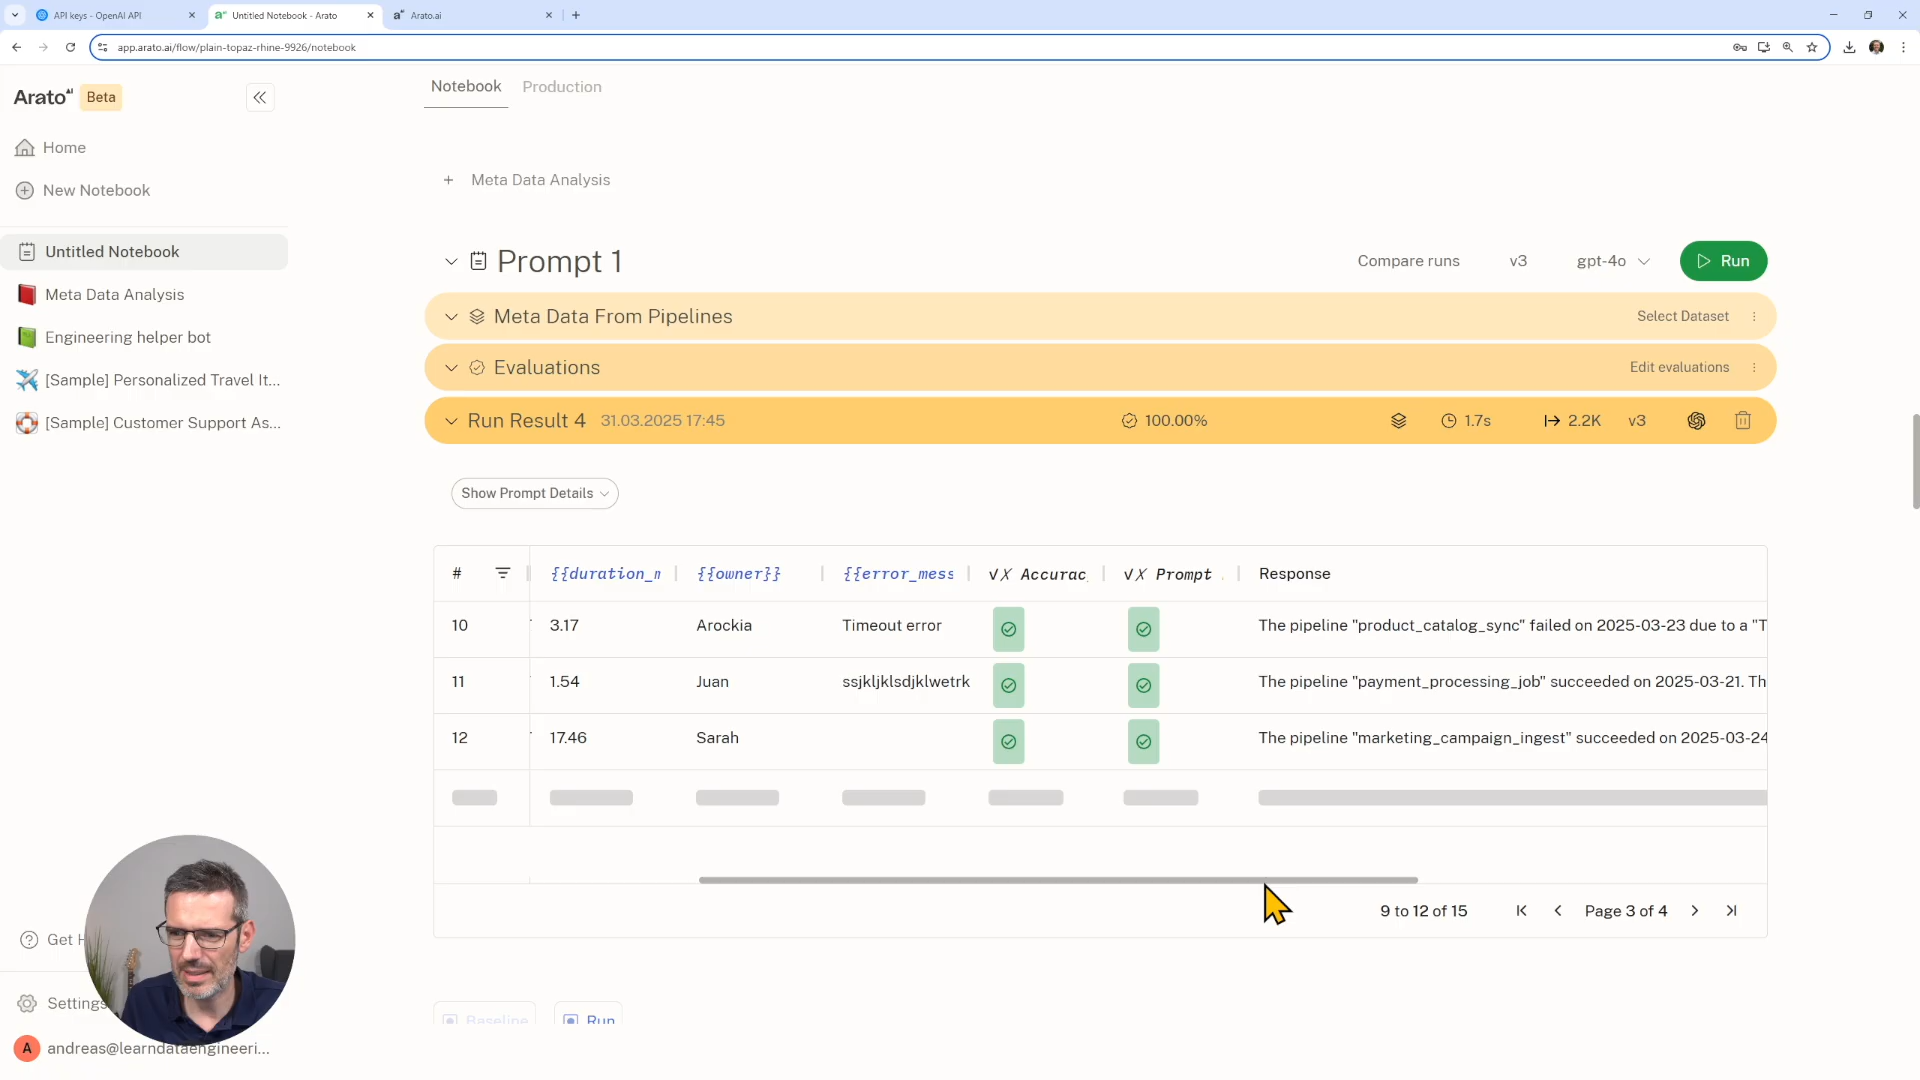 API keys - OpenAI API
Untitled Notebook - Arato
Arato.ai
app.arato.ai/flow/plain-topaz-rhine-9926/notebook
Arato AI Beta
Home
New Notebook
Untitled Notebook
Meta Data Analysis
Engineering helper bot
[Sample] Personalized Travel It...
[Sample] Customer Support As...
Get H
Settings
A andreas@learndataengineeri...
Notebook Production
+ Meta Data Analysis
Prompt 1 Compare runs v3 gpt-4o Run
Meta Data From Pipelines Select Dataset
Evaluations Edit evaluations
Run Result 4 31.03.2025 17:45 100.00% 1.7s 2.2K v3
Show Prompt Details
# {{duration_m {{owner}} {{error_mess √X Accurac √X Prompt Response
10 3.17 Arockia Timeout error The pipeline "product_catalog_sync" failed on 2025-03-23 due to a "T
11 1.54 Juan ssjkljklsdjklwetrk The pipeline "payment_processing_job" succeeded on 2025-03-21. Th
12 17.46 Sarah The pipeline "marketing_campaign_ingest" succeeded on 2025-03-24
9 to 12 of 15 Page 3 of 4
Baseline Run